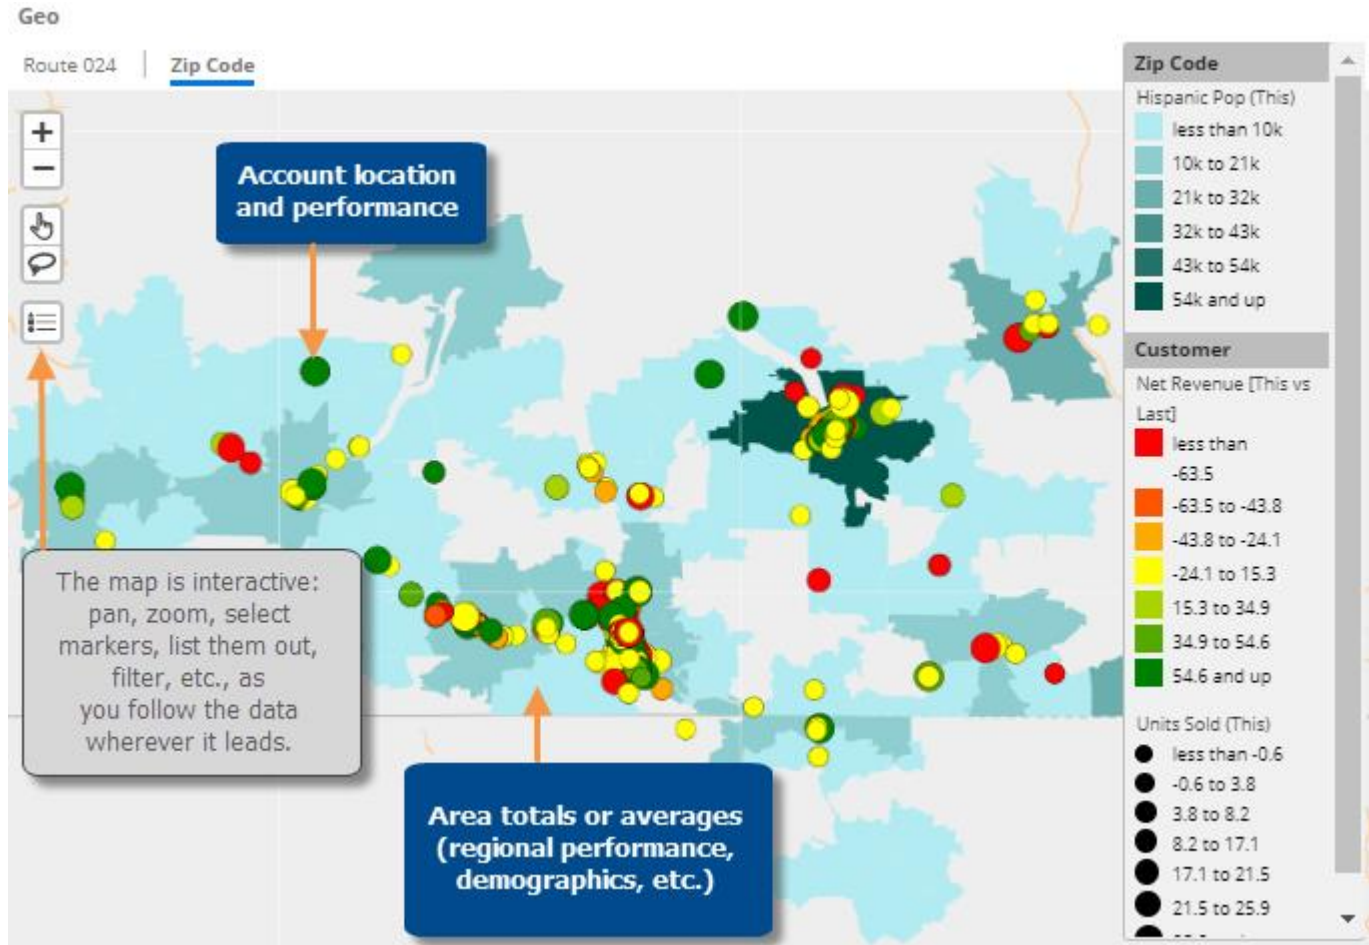 Geo
Route 024
Zip Code
Account location
and performance
The map is interactive:
pan, zoom, select
markers, list them out,
filter, etc., as
you follow the data
wherever it leads.
Area totals or averages
(regional performance,
demographics, etc.)
Zip Code
Hispanic Pop (This)
less than 10k
10k to 21k
21k to 32k
32k to 43k
43k to 54k
54k and up
Customer
Net Revenue [This vs
Last]
less than
-63.5
-63.5 to -43.8
-43.8 to -24.1
-24.1 to 15.3
15.3 to 34.9
34.9 to 54.6
54.6 and up
Units Sold (This)
less than -0.6
-0.6 to 3.8
3.8 to 8.2
8.2 to 17.1
17.1 to 21.5
21.5 to 25.9